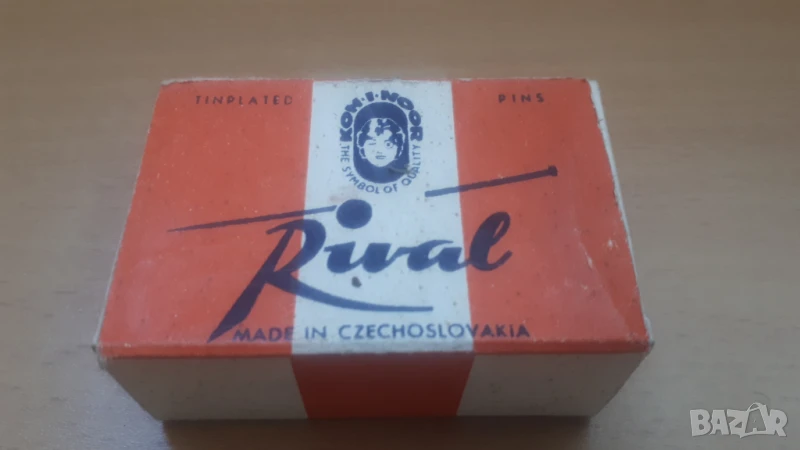 TINPLATED PINS
KOH·I·NOOR
THE SYMBOL OF QUALITY
Rival
MADE IN CZECHOSLOVAKIA
BAZAR